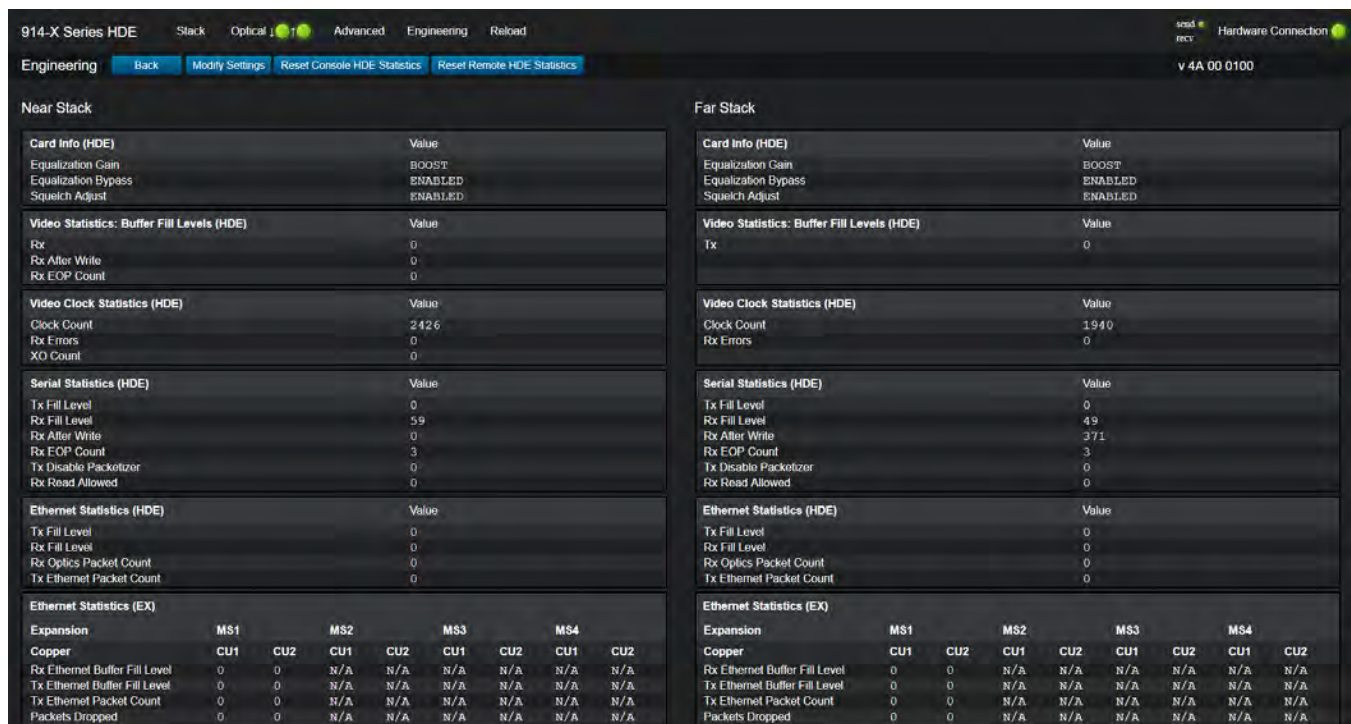 914-X Series HDE Stack Optical ↓ ↑ Advanced Engineering Reload send recv Hardware Connection
Engineering Back Modify Settings Reset Console HDE Statistics Reset Remote HDE Statistics v 4A 00 0100
Near Stack
Card Info (HDE) Value
Equalization Gain BOOST
Equalization Bypass ENABLED
Squelch Adjust ENABLED
Video Statistics: Buffer Fill Levels (HDE) Value
Rx 0
Rx After Write 0
Rx EOP Count 0
Video Clock Statistics (HDE) Value
Clock Count 2426
Rx Errors 0
XO Count 0
Serial Statistics (HDE) Value
Tx Fill Level 0
Rx Fill Level 59
Rx After Write 0
Rx EOP Count 3
Tx Disable Packetizer 0
Rx Read Allowed 0
Ethernet Statistics (HDE) Value
Tx Fill Level 0
Rx Fill Level 0
Rx Optics Packet Count 0
Tx Ethernet Packet Count 0
Ethernet Statistics (EX)
Expansion MS1 MS2 MS3 MS4
Copper CU1 CU2 CU1 CU2 CU1 CU2 CU1 CU2
Rx Ethernet Buffer Fill Level 0 0 N/A N/A N/A N/A N/A N/A
Tx Ethernet Buffer Fill Level 0 0 N/A N/A N/A N/A N/A N/A
Tx Ethernet Packet Count 0 0 N/A N/A N/A N/A N/A N/A
Packets Dropped 0 0 N/A N/A N/A N/A N/A N/A
Far Stack
Card Info (HDE) Value
Equalization Gain BOOST
Equalization Bypass ENABLED
Squelch Adjust ENABLED
Video Statistics: Buffer Fill Levels (HDE) Value
Tx 0
Video Clock Statistics (HDE) Value
Clock Count 1940
Rx Errors 0
Serial Statistics (HDE) Value
Tx Fill Level 0
Rx Fill Level 49
Rx After Write 371
Rx EOP Count 3
Tx Disable Packetizer 0
Rx Read Allowed 0
Ethernet Statistics (HDE) Value
Tx Fill Level 0
Rx Fill Level 0
Rx Optics Packet Count 0
Tx Ethernet Packet Count 0
Ethernet Statistics (EX)
Expansion MS1 MS2 MS3 MS4
Copper CU1 CU2 CU1 CU2 CU1 CU2 CU1 CU2
Rx Ethernet Buffer Fill Level 0 0 N/A N/A N/A N/A N/A N/A
Tx Ethernet Buffer Fill Level 0 0 N/A N/A N/A N/A N/A N/A
Tx Ethernet Packet Count 0 0 N/A N/A N/A N/A N/A N/A
Packets Dropped 0 0 N/A N/A N/A N/A N/A N/A